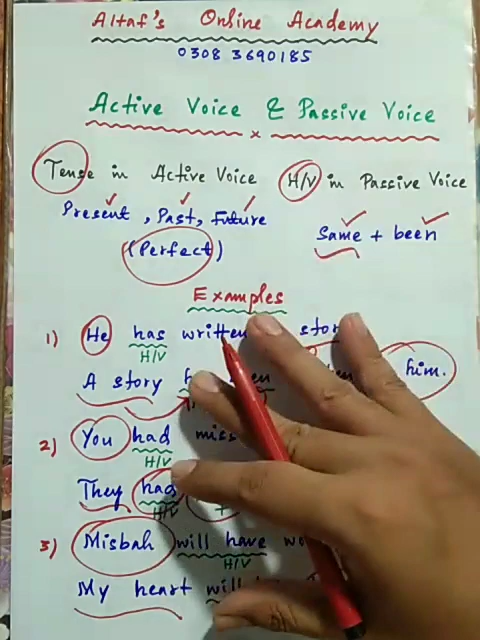 Altaf's Online Academy
0308 3690185
Active Voice & Passive Voice
x
Tense in Active Voice
H/V in Passive Voice
Present, Past, Future
(Perfect)
Same + been
Examples
1) He has written
H/V
A story him.
2) You had
H/V
They had
H/V
+
3) Misbah will have
H/V
My heart will